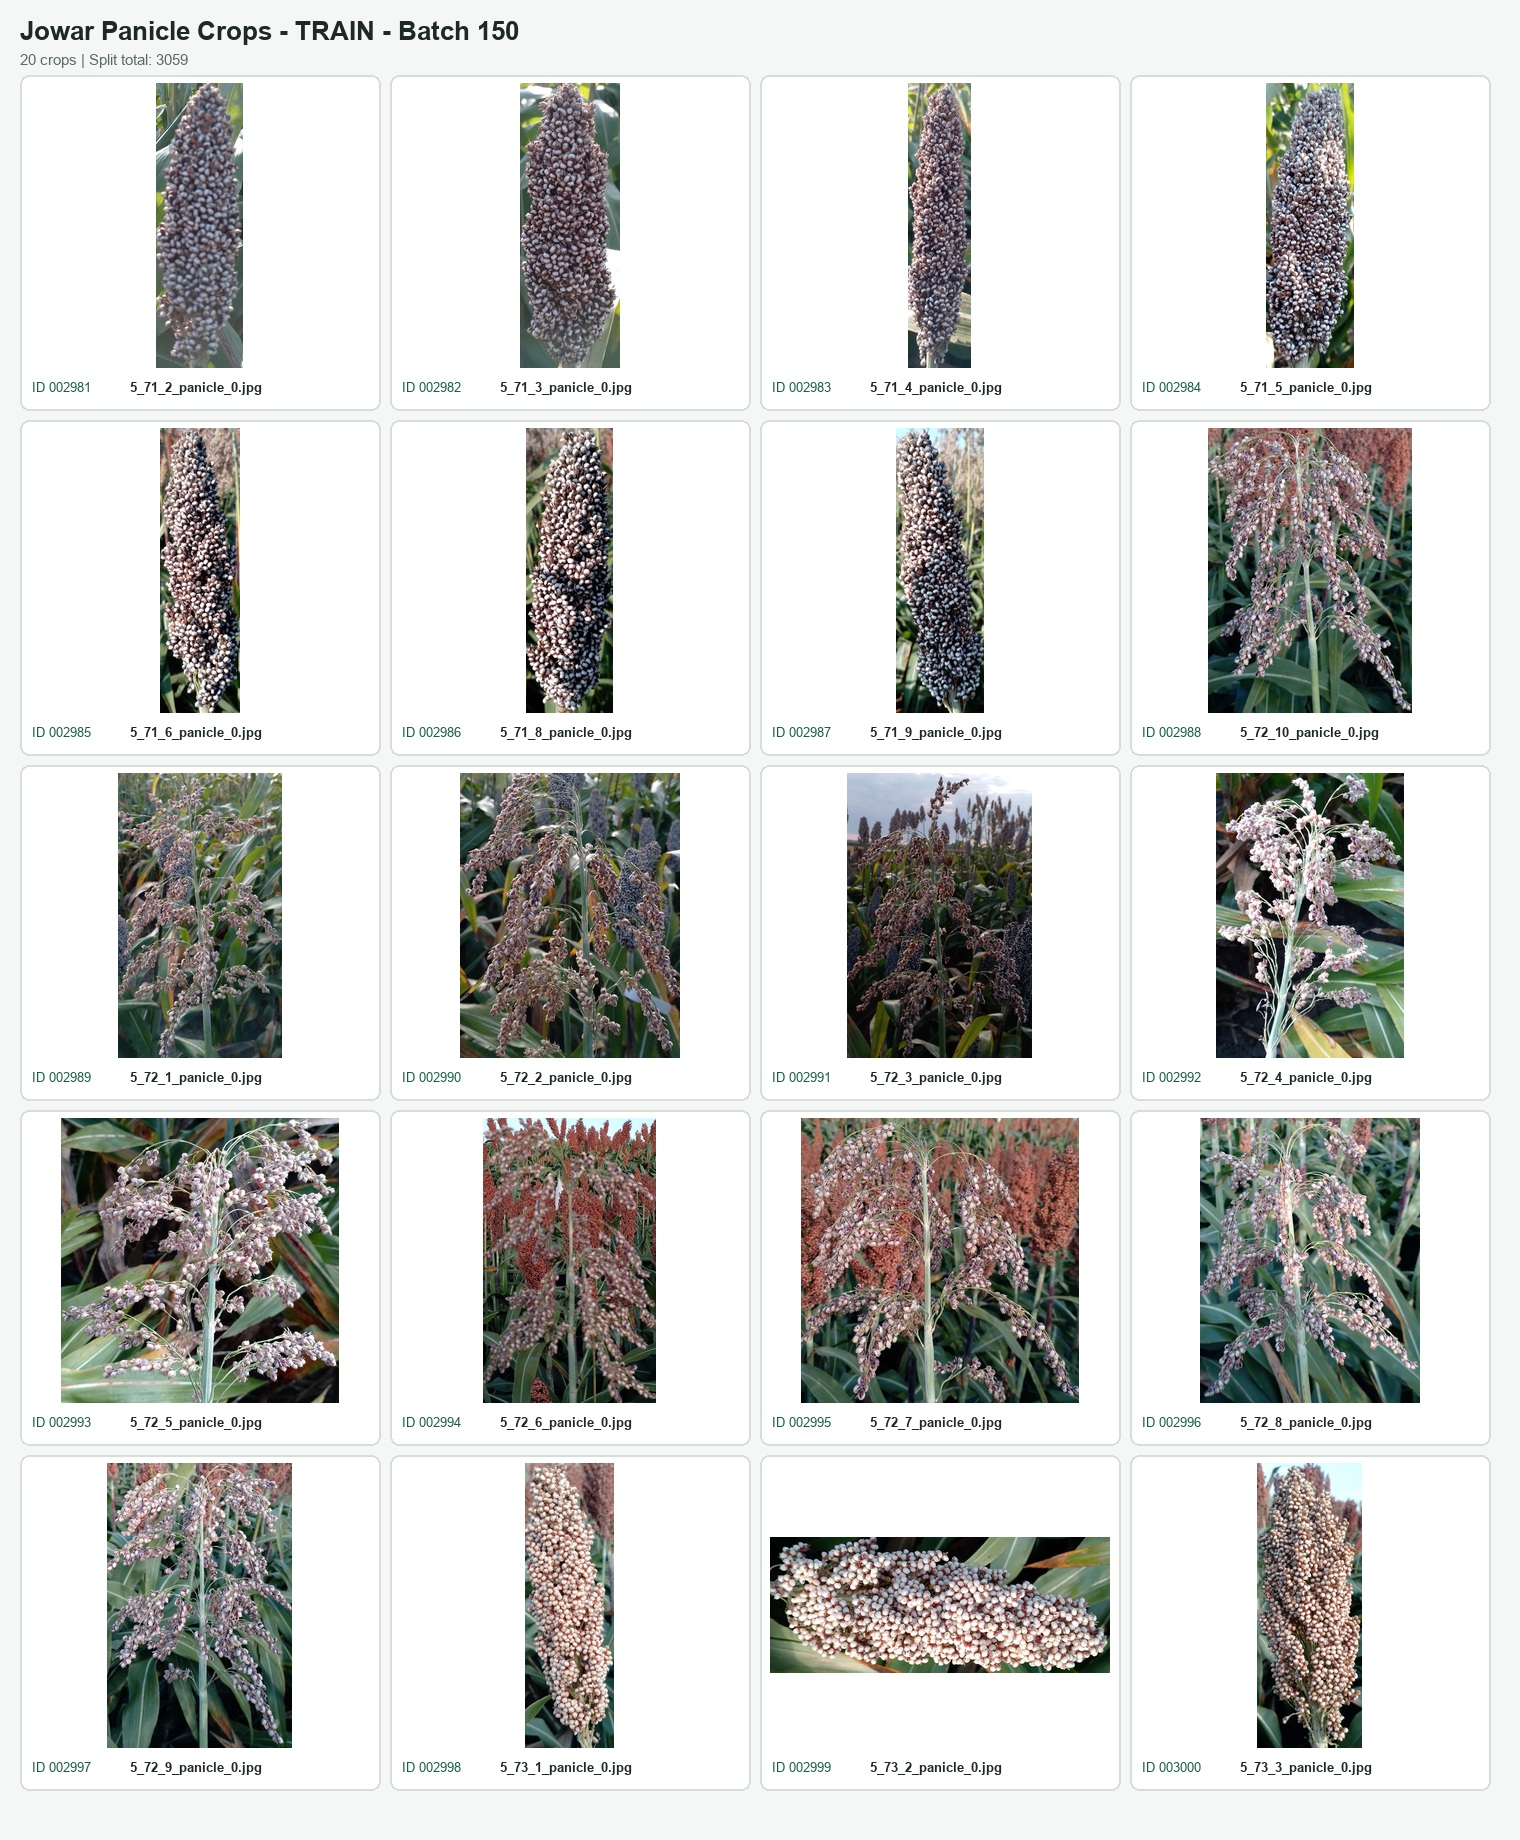 Jowar Panicle Crops - TRAIN - Batch 150
20 crops | Split total: 3059
ID 002981 5_71_2_panicle_0.jpg
ID 002982 5_71_3_panicle_0.jpg
ID 002983 5_71_4_panicle_0.jpg
ID 002984 5_71_5_panicle_0.jpg
ID 002985 5_71_6_panicle_0.jpg
ID 002986 5_71_8_panicle_0.jpg
ID 002987 5_71_9_panicle_0.jpg
ID 002988 5_72_10_panicle_0.jpg
ID 002989 5_72_1_panicle_0.jpg
ID 002990 5_72_2_panicle_0.jpg
ID 002991 5_72_3_panicle_0.jpg
ID 002992 5_72_4_panicle_0.jpg
ID 002993 5_72_5_panicle_0.jpg
ID 002994 5_72_6_panicle_0.jpg
ID 002995 5_72_7_panicle_0.jpg
ID 002996 5_72_8_panicle_0.jpg
ID 002997 5_72_9_panicle_0.jpg
ID 002998 5_73_1_panicle_0.jpg
ID 002999 5_73_2_panicle_0.jpg
ID 003000 5_73_3_panicle_0.jpg